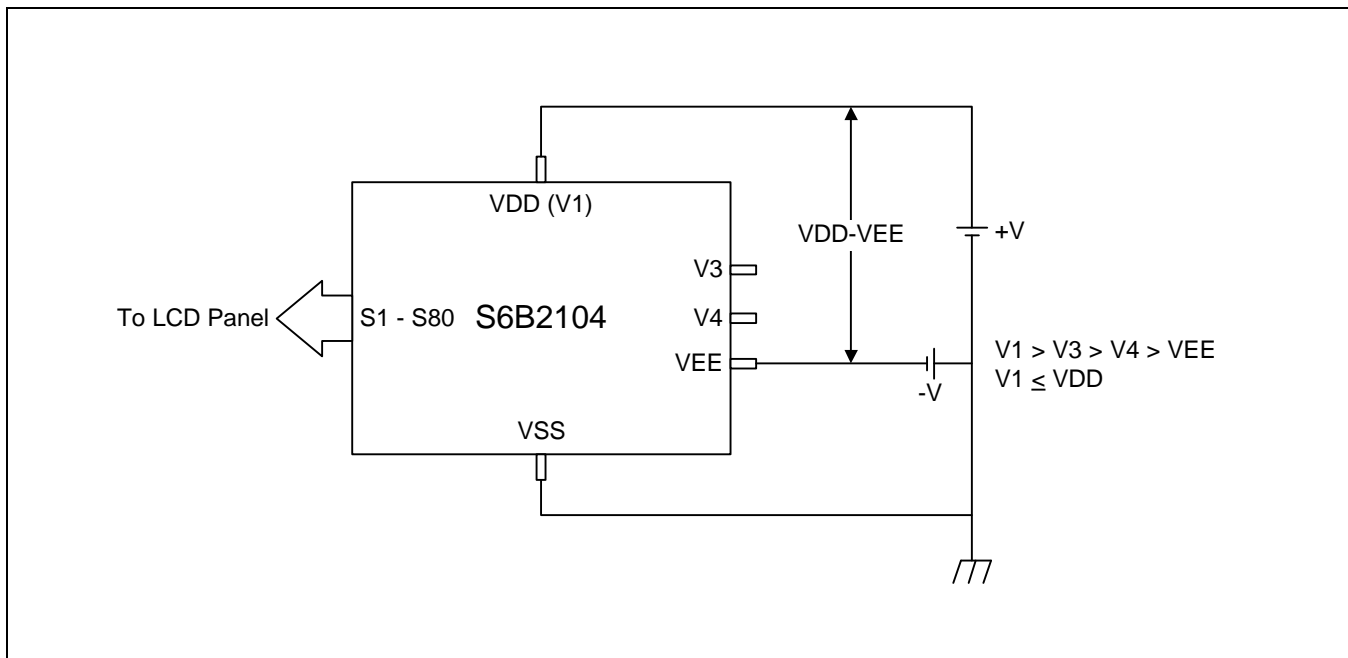 VDD (V1)
VDD-VEE
+V
V3
To LCD Panel
S1 - S80
S6B2104
V4
VEE
-V
V1 > V3 > V4 > VEE
V1 ≤ VDD
VSS